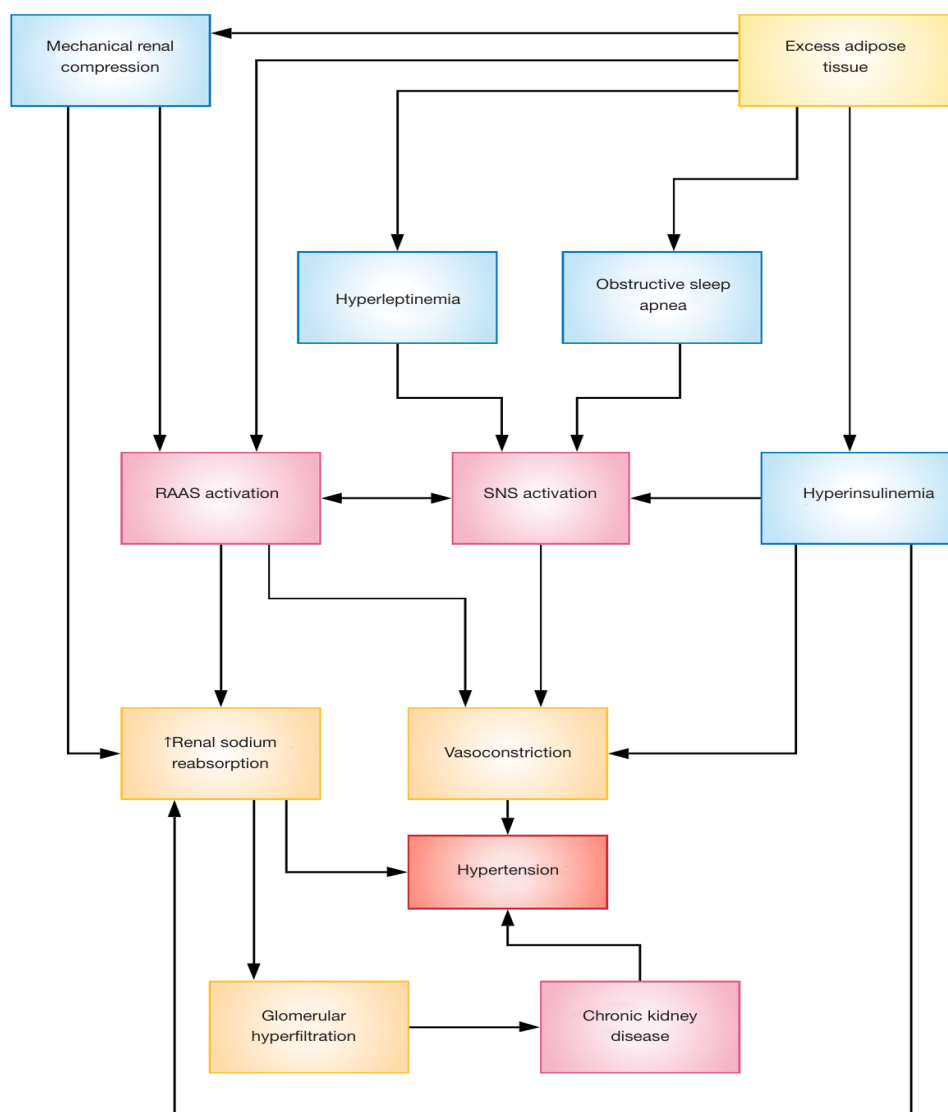 Mechanical renal
compression
Excess adipose
tissue
Hyperleptinemia
Obstructive sleep
apnea
RAAS activation
SNS activation
Hyperinsulinemia
↑Renal sodium
reabsorption
Vasoconstriction
Hypertension
Glomerular
hyperfiltration
Chronic kidney
disease